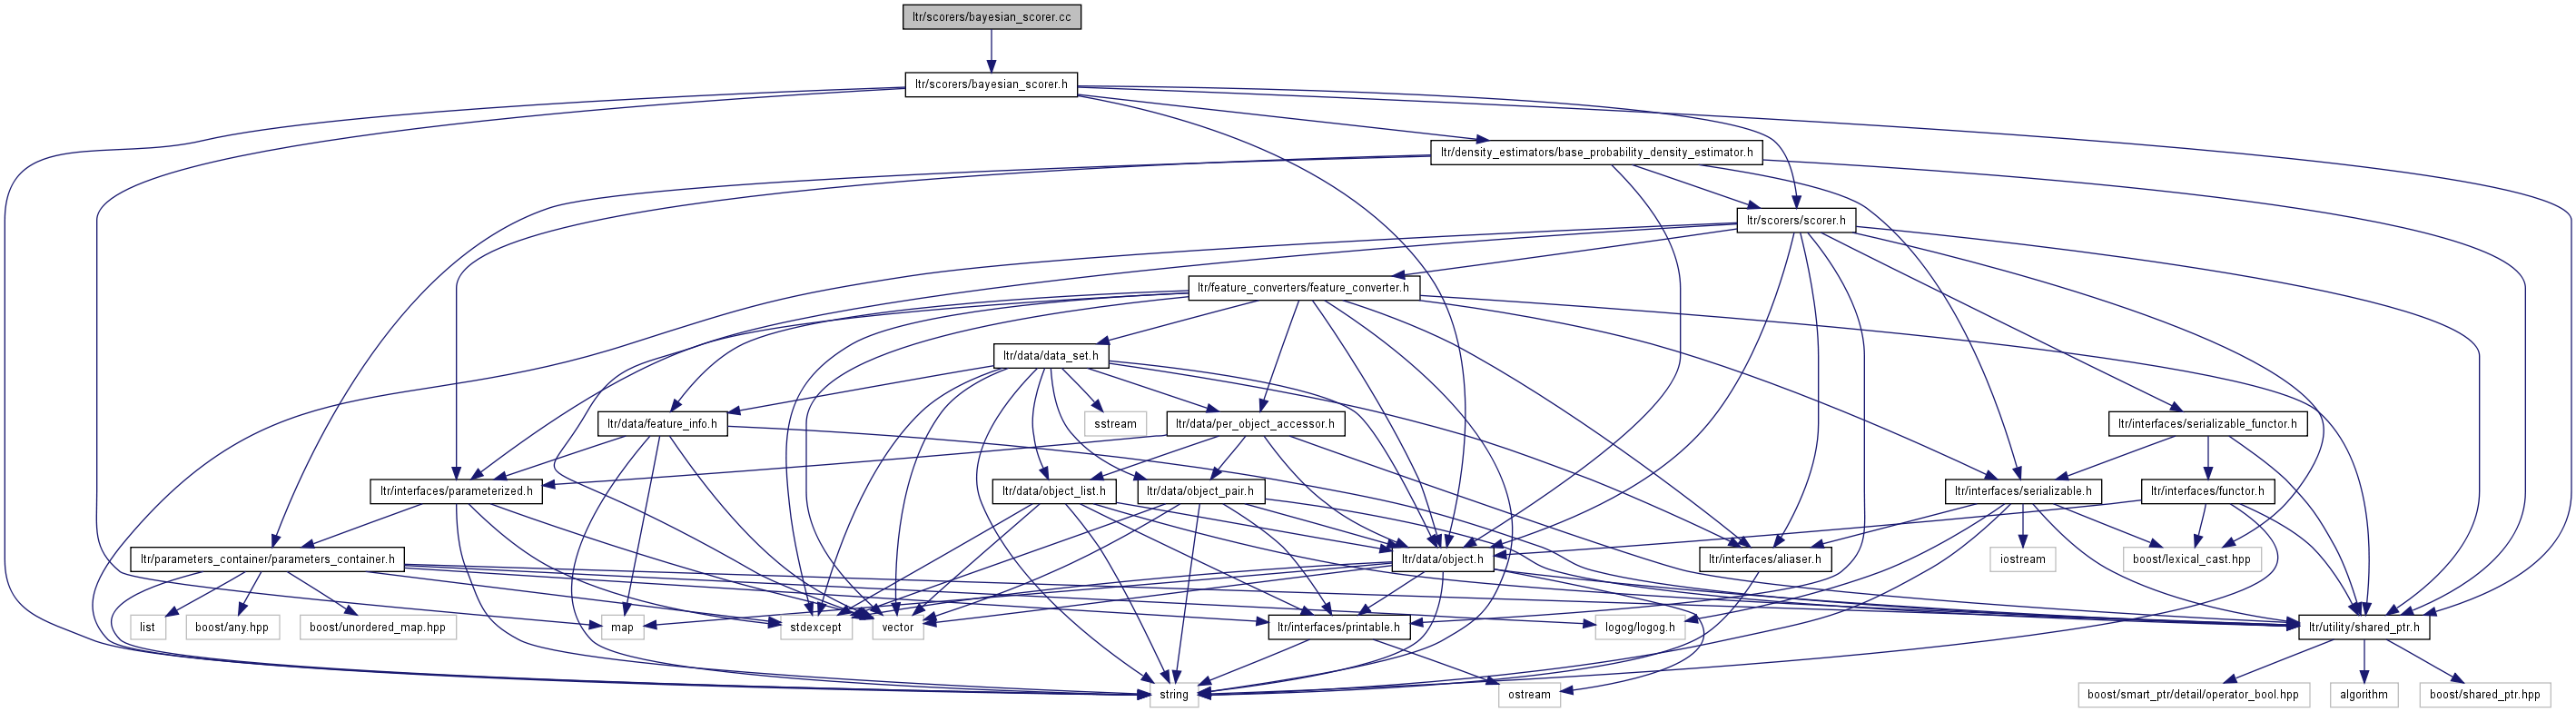 ltr/scorers/bayesian_scorer.cc
ltr/scorers/bayesian_scorer.h
ltr/density_estimators/base_probability_density_estimator.h
ltr/scorers/scorer.h
ltr/feature_converters/feature_converter.h
ltr/data/data_set.h
ltr/data/feature_info.h
sstream
ltr/data/per_object_accessor.h
ltr/interfaces/serializable_functor.h
ltr/interfaces/parameterized.h
ltr/data/object_list.h
ltr/data/object_pair.h
ltr/interfaces/serializable.h
ltr/interfaces/functor.h
ltr/parameters_container/parameters_container.h
ltr/data/object.h
ltr/interfaces/aliaser.h
iostream
boost/lexical_cast.hpp
list
boost/any.hpp
boost/unordered_map.hpp
map
stdexcept
vector
ltr/interfaces/printable.h
logog/logog.h
ltr/utility/shared_ptr.h
string
ostream
boost/smart_ptr/detail/operator_bool.hpp
algorithm
boost/shared_ptr.hpp